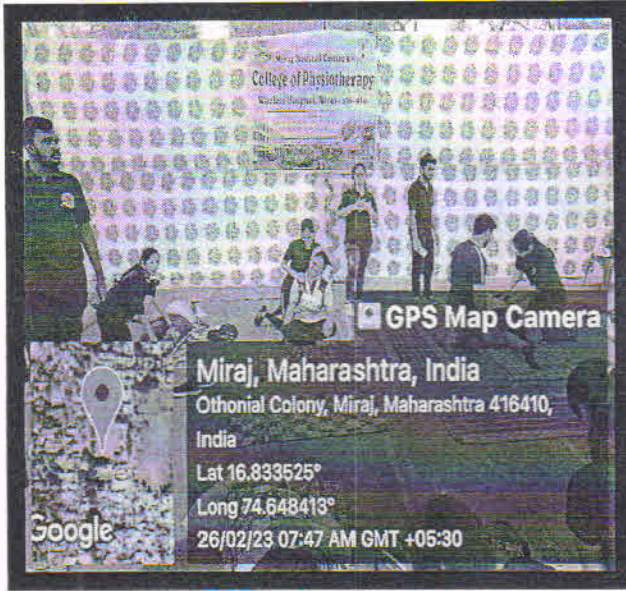 College of Physiotherapy
GPS Map Camera
Miraj, Maharashtra, India
Othonial Colony, Miraj, Maharashtra 416410,
India
Lat 16.833525°
Long 74.648413°
26/02/23 07:47 AM GMT +05:30
Google